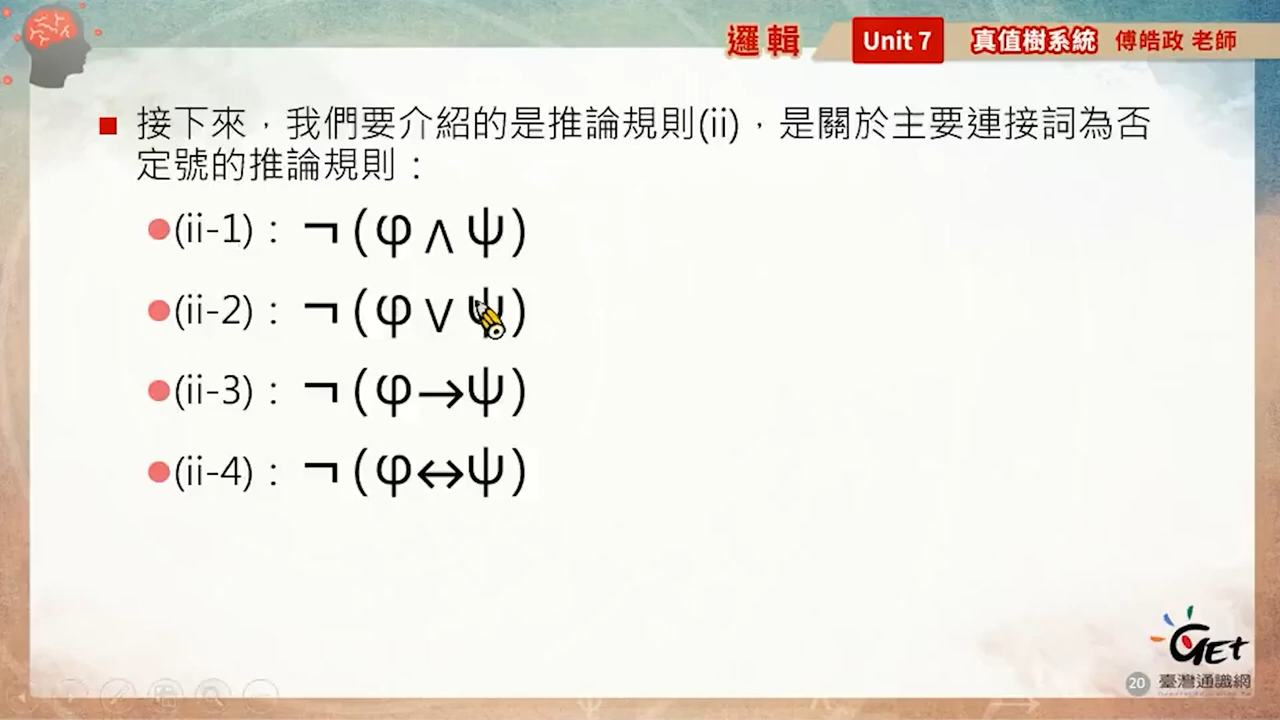 邏輯 Unit 7 真值樹系統 傅皓政 老師
接下來，我們要介紹的是推論規則(ii)，是關於主要連接詞為否
定號的推論規則：
(ii-1)：¬(φ∧ψ)
(ii-2)：¬(φ∨ψ)
(ii-3)：¬(φ→ψ)
(ii-4)：¬(φ↔ψ)
GET
20 臺灣通識網